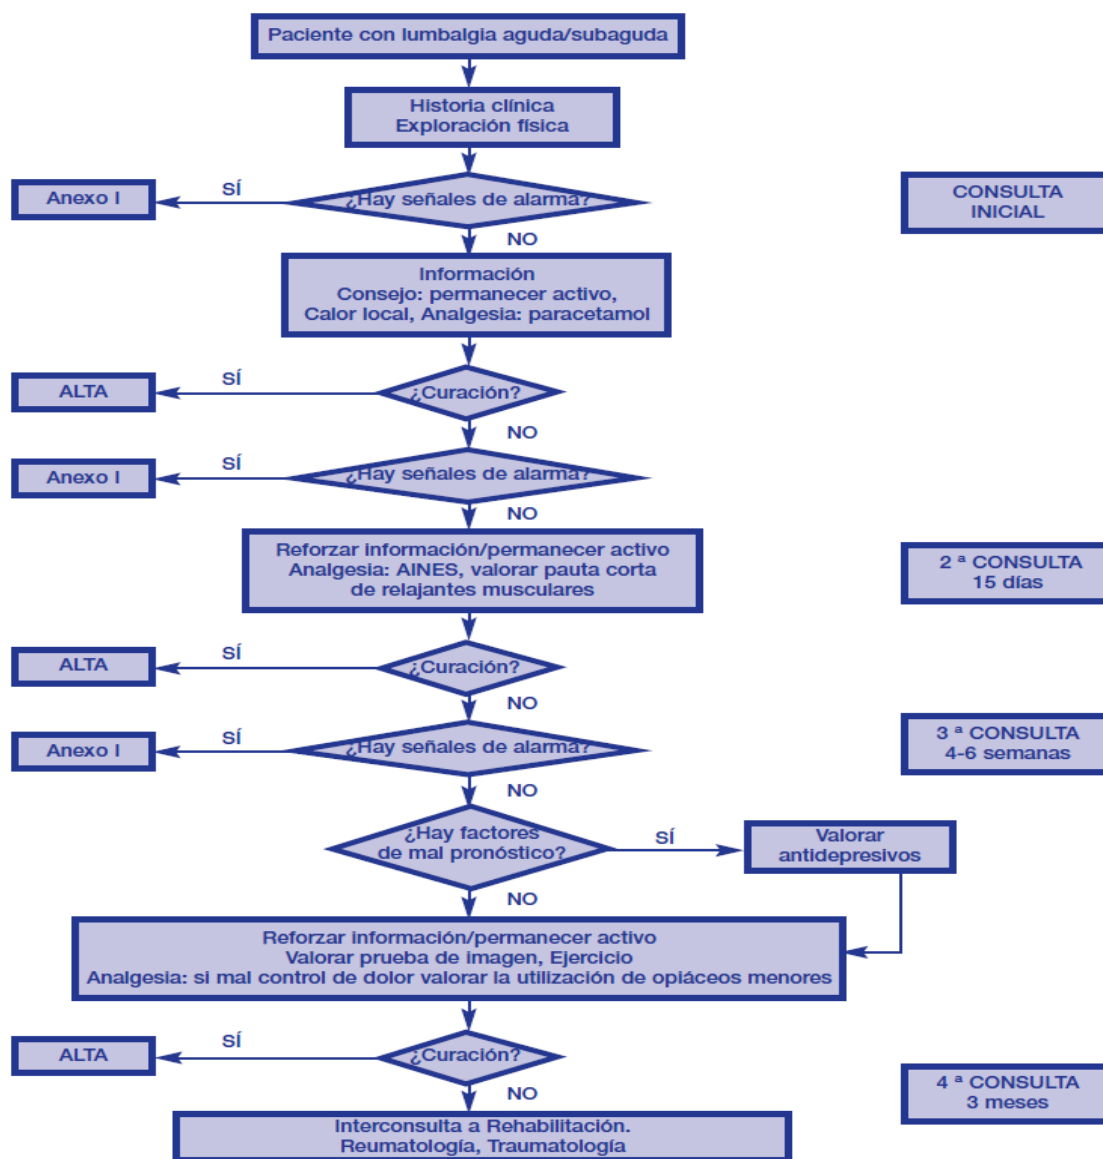 Paciente con lumbalgia aguda/subaguda
Historia clínica
Exploración física
¿Hay señales de alarma?
SÍ
Anexo I
CONSULTA
INICIAL
NO
Información
Consejo: permanecer activo,
Calor local, Analgesia: paracetamol
¿Curación?
SÍ
ALTA
NO
¿Hay señales de alarma?
SÍ
Anexo I
NO
Reforzar información/permanecer activo
Analgesia: AINES, valorar pauta corta
de relajantes musculares
2 ª CONSULTA
15 días
¿Curación?
SÍ
ALTA
NO
¿Hay señales de alarma?
SÍ
Anexo I
3 ª CONSULTA
4-6 semanas
NO
¿Hay factores
de mal pronóstico?
SÍ
Valorar
antidepresivos
NO
Reforzar información/permanecer activo
Valorar prueba de imagen, Ejercicio
Analgesia: si mal control de dolor valorar la utilización de opiáceos menores
¿Curación?
SÍ
ALTA
NO
4 ª CONSULTA
3 meses
Interconsulta a Rehabilitación.
Reumatología, Traumatología